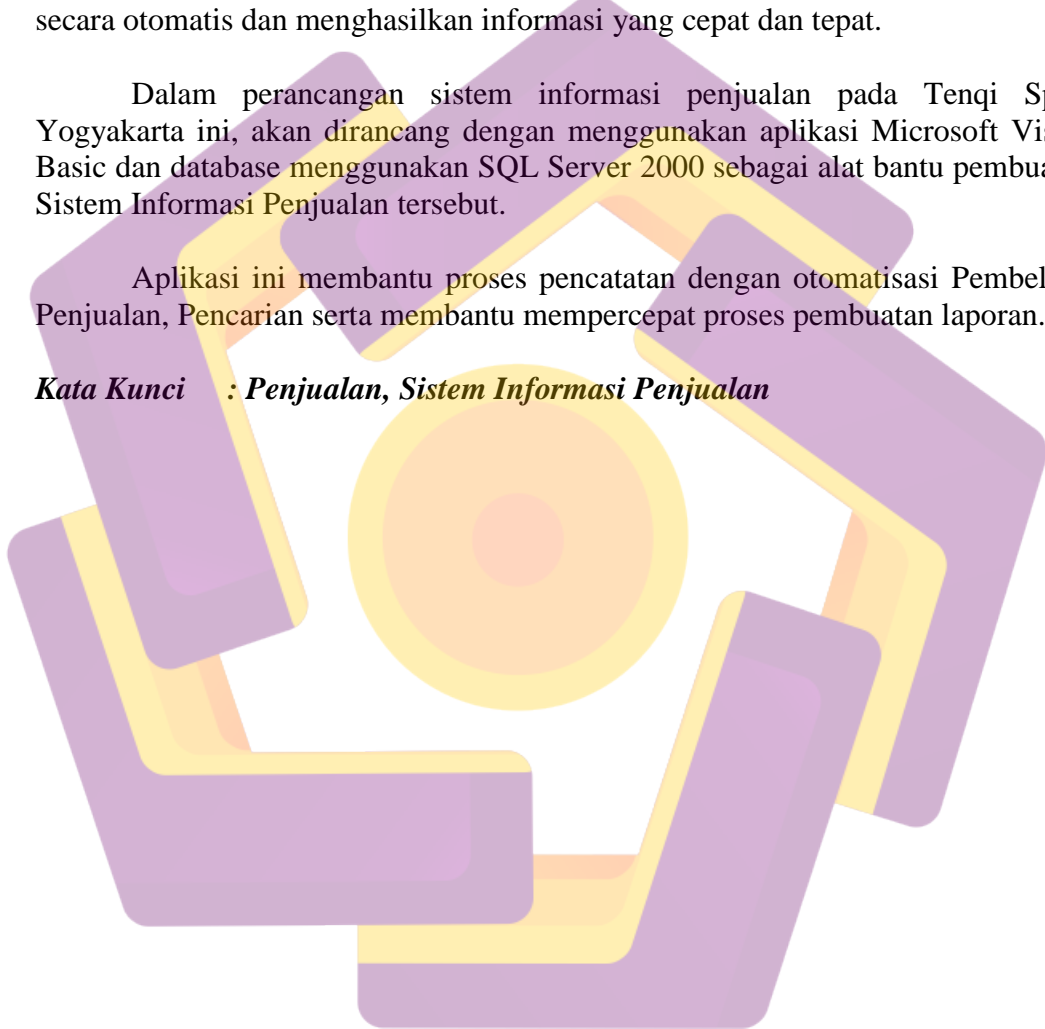 secara otomatis dan menghasilkan informasi yang cepat dan tepat.
Dalam perancangan sistem informasi penjualan pada Tenqi
Yogyakarta ini, akan dirancang dengan menggunakan aplikasi Microsoft
Basic dan database menggunakan SQL Server 2000 sebagai alat bantu
Sistem Informasi Penjualan tersebut.
Aplikasi ini membantu proses pencatatan dengan otomatisasi
Penjualan, Pencarian serta membantu mempercepat proses pembuatan laporan.
Kata Kunci : Penjualan, Sistem Informasi Penjualan